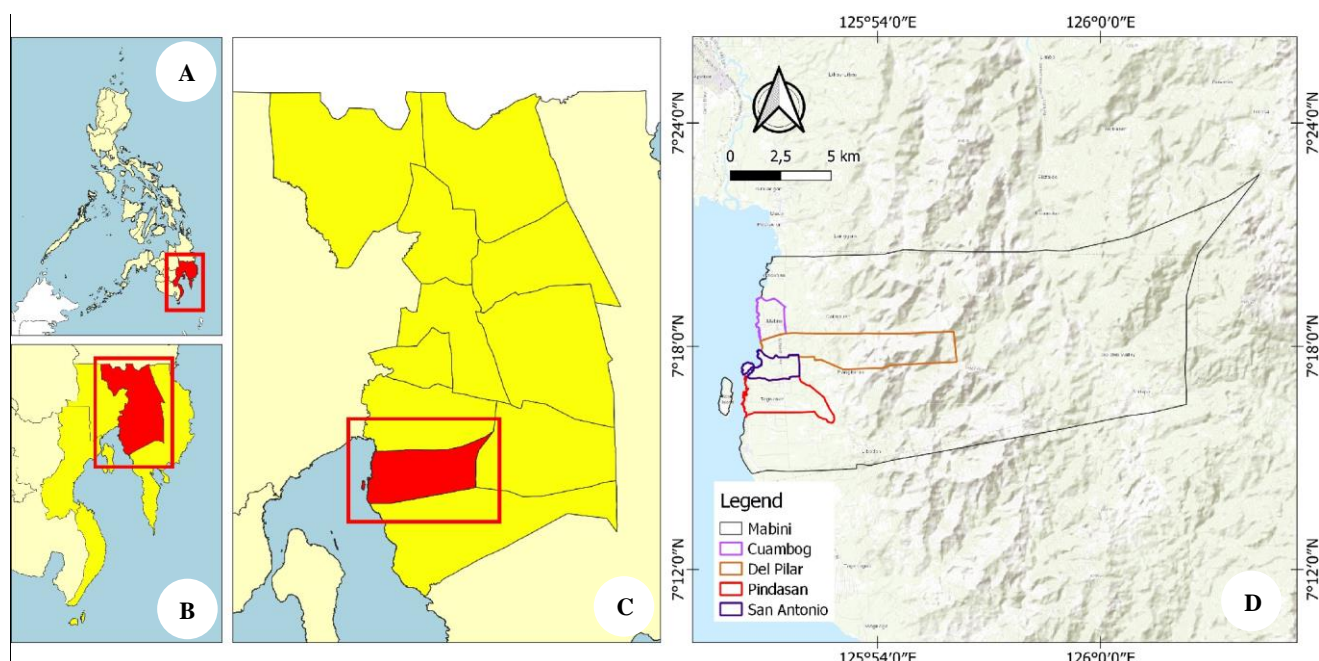 A
B
C
125°54′0″E
126°0′0″E
7°24′0″N
7°24′0″N
0
2,5
5 km
Mabini
7°18′0″N
7°18′0″N
Legend
Mabini
Cuambog
Del Pilar
Pindasan
San Antonio
D
7°12′0″N
7°12′0″N
125°54′0″E
126°0′0″E